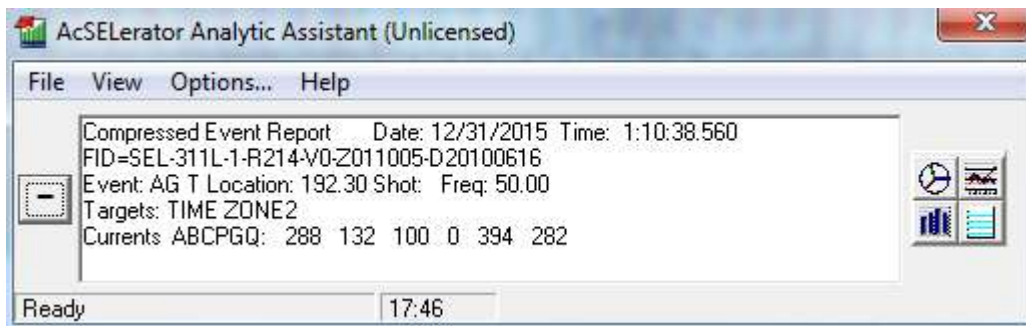 AcSELerator Analytic Assistant (Unlicensed)
File View Options... Help
Compressed Event Report Date: 12/31/2015 Time: 1:10:38.560
FID=SEL-311L-1-R214-V0-Z011005-D20100616
Event: AG T Location: 192.30 Shot: Freq: 50.00
Targets: TIME ZONE2
Currents ABCPGQ: 288 132 100 0 394 282
Ready 17:46